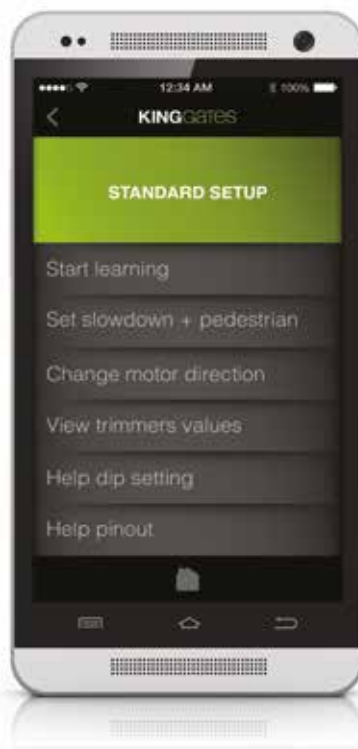 12:34 AM
100%
KINGGates
STANDARD SETUP
Start learning
Set slowdown + pedestrian
Change motor direction
View trimmers values
Help dip setting
Help pinout